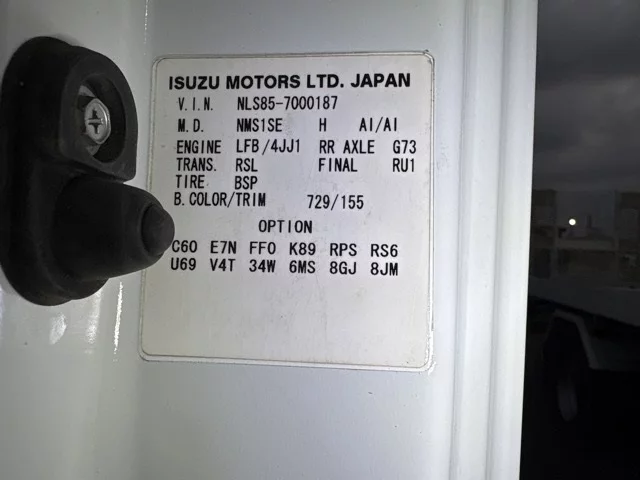 ISUZU MOTORS LTD. JAPAN
V.I.N. NLS85-7000187
M.D. NMS1SE H AI/AI
ENGINE LFB/4JJ1 RR AXLE G73
TRANS. RSL FINAL RU1
TIRE BSP
B.COLOR/TRIM 729/155
OPTION
C60 E7N FF0 K89 RPS RS6
U69 V4T 34W 6MS 8GJ 8JM